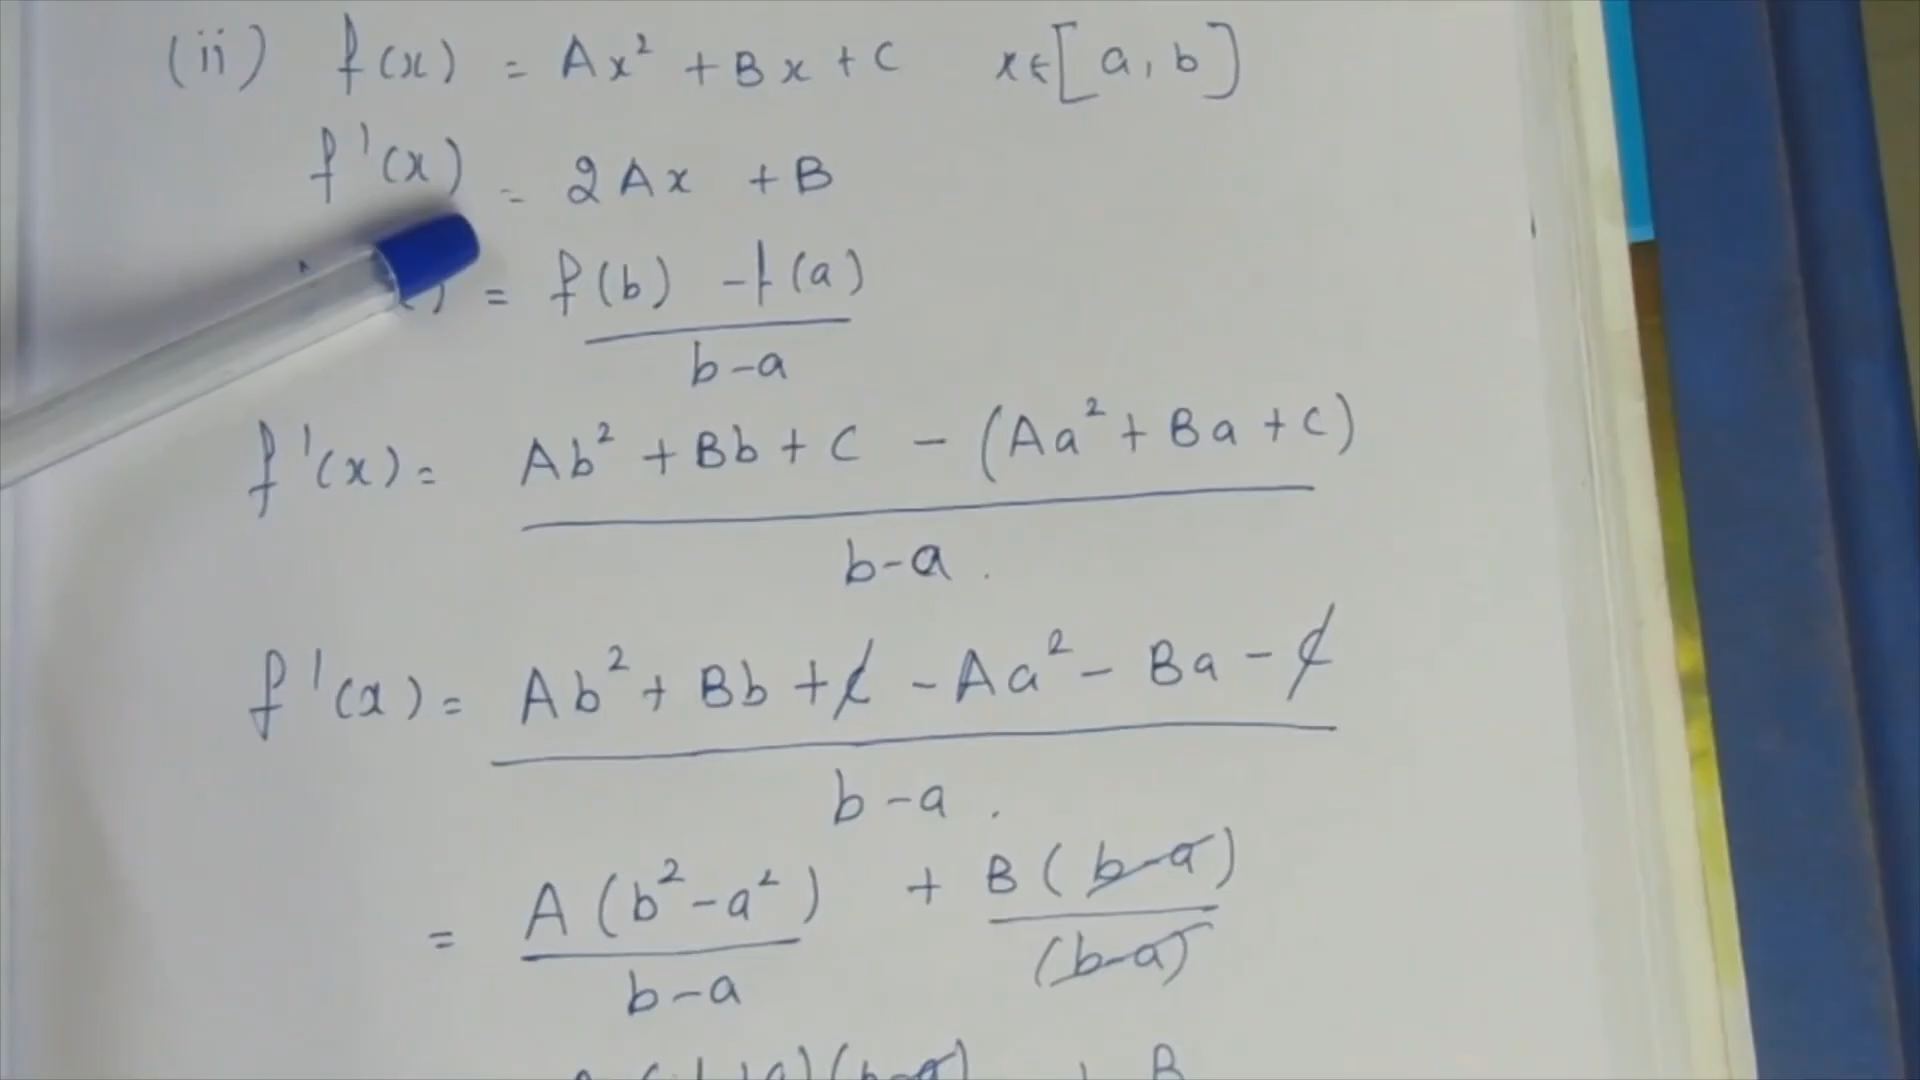 (ii) f(x) = Ax² + Bx + C x∈[a, b]
f'(x) = 2Ax + B
= f(b) - f(a)
b-a
f'(x) = Ab² + Bb + C - (Aa² + Ba + C)
b-a.
f'(x) = Ab² + Bb + C - Aa² - Ba - C
b-a.
= A(b²-a²) + B(b-a)
b-a (b-a)
(b-a) + B